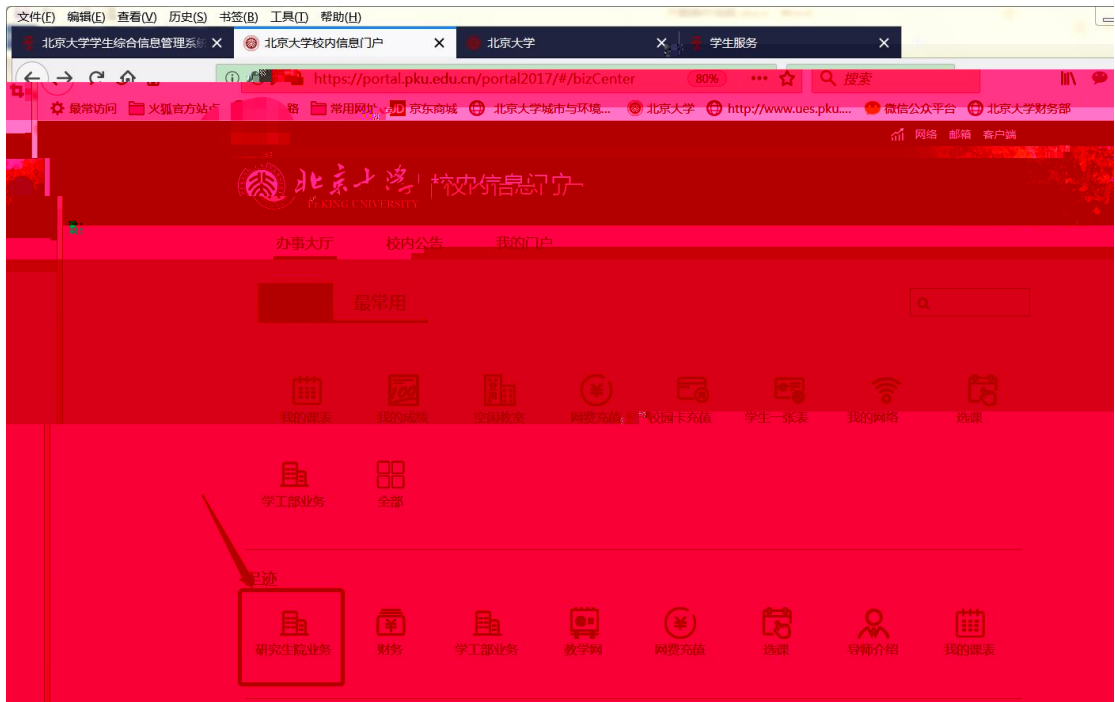 文件(F) 编辑(E) 查看(V) 历史(S) 书签(B) 工具(T) 帮助(H)
北京大学学生综合信息管理系统 北京大学校内信息门户 北京大学 学生服务
https://portal.pku.edu.cn/portal2017/#/bizCenter 80% 搜索
最常访问 火狐官方站点 常用网址 JD 京东商城 北京大学城市与环境... 北京大学 http://www.ues.pku.... 微信公众平台 北京大学财务部
网络 邮箱 客户端
北京大学 校内信息门户
PEKING UNIVERSITY
办事大厅 校内公告 我的门户
最常用
100
我的课表 我的成绩 空闲教室 网费充值 校园卡充值 学生一张表 我的网络 选课
学工部业务 全部
足迹
研究生院业务 财务 学工部业务 教学网 网费充值 选课 导师介绍 我的课表